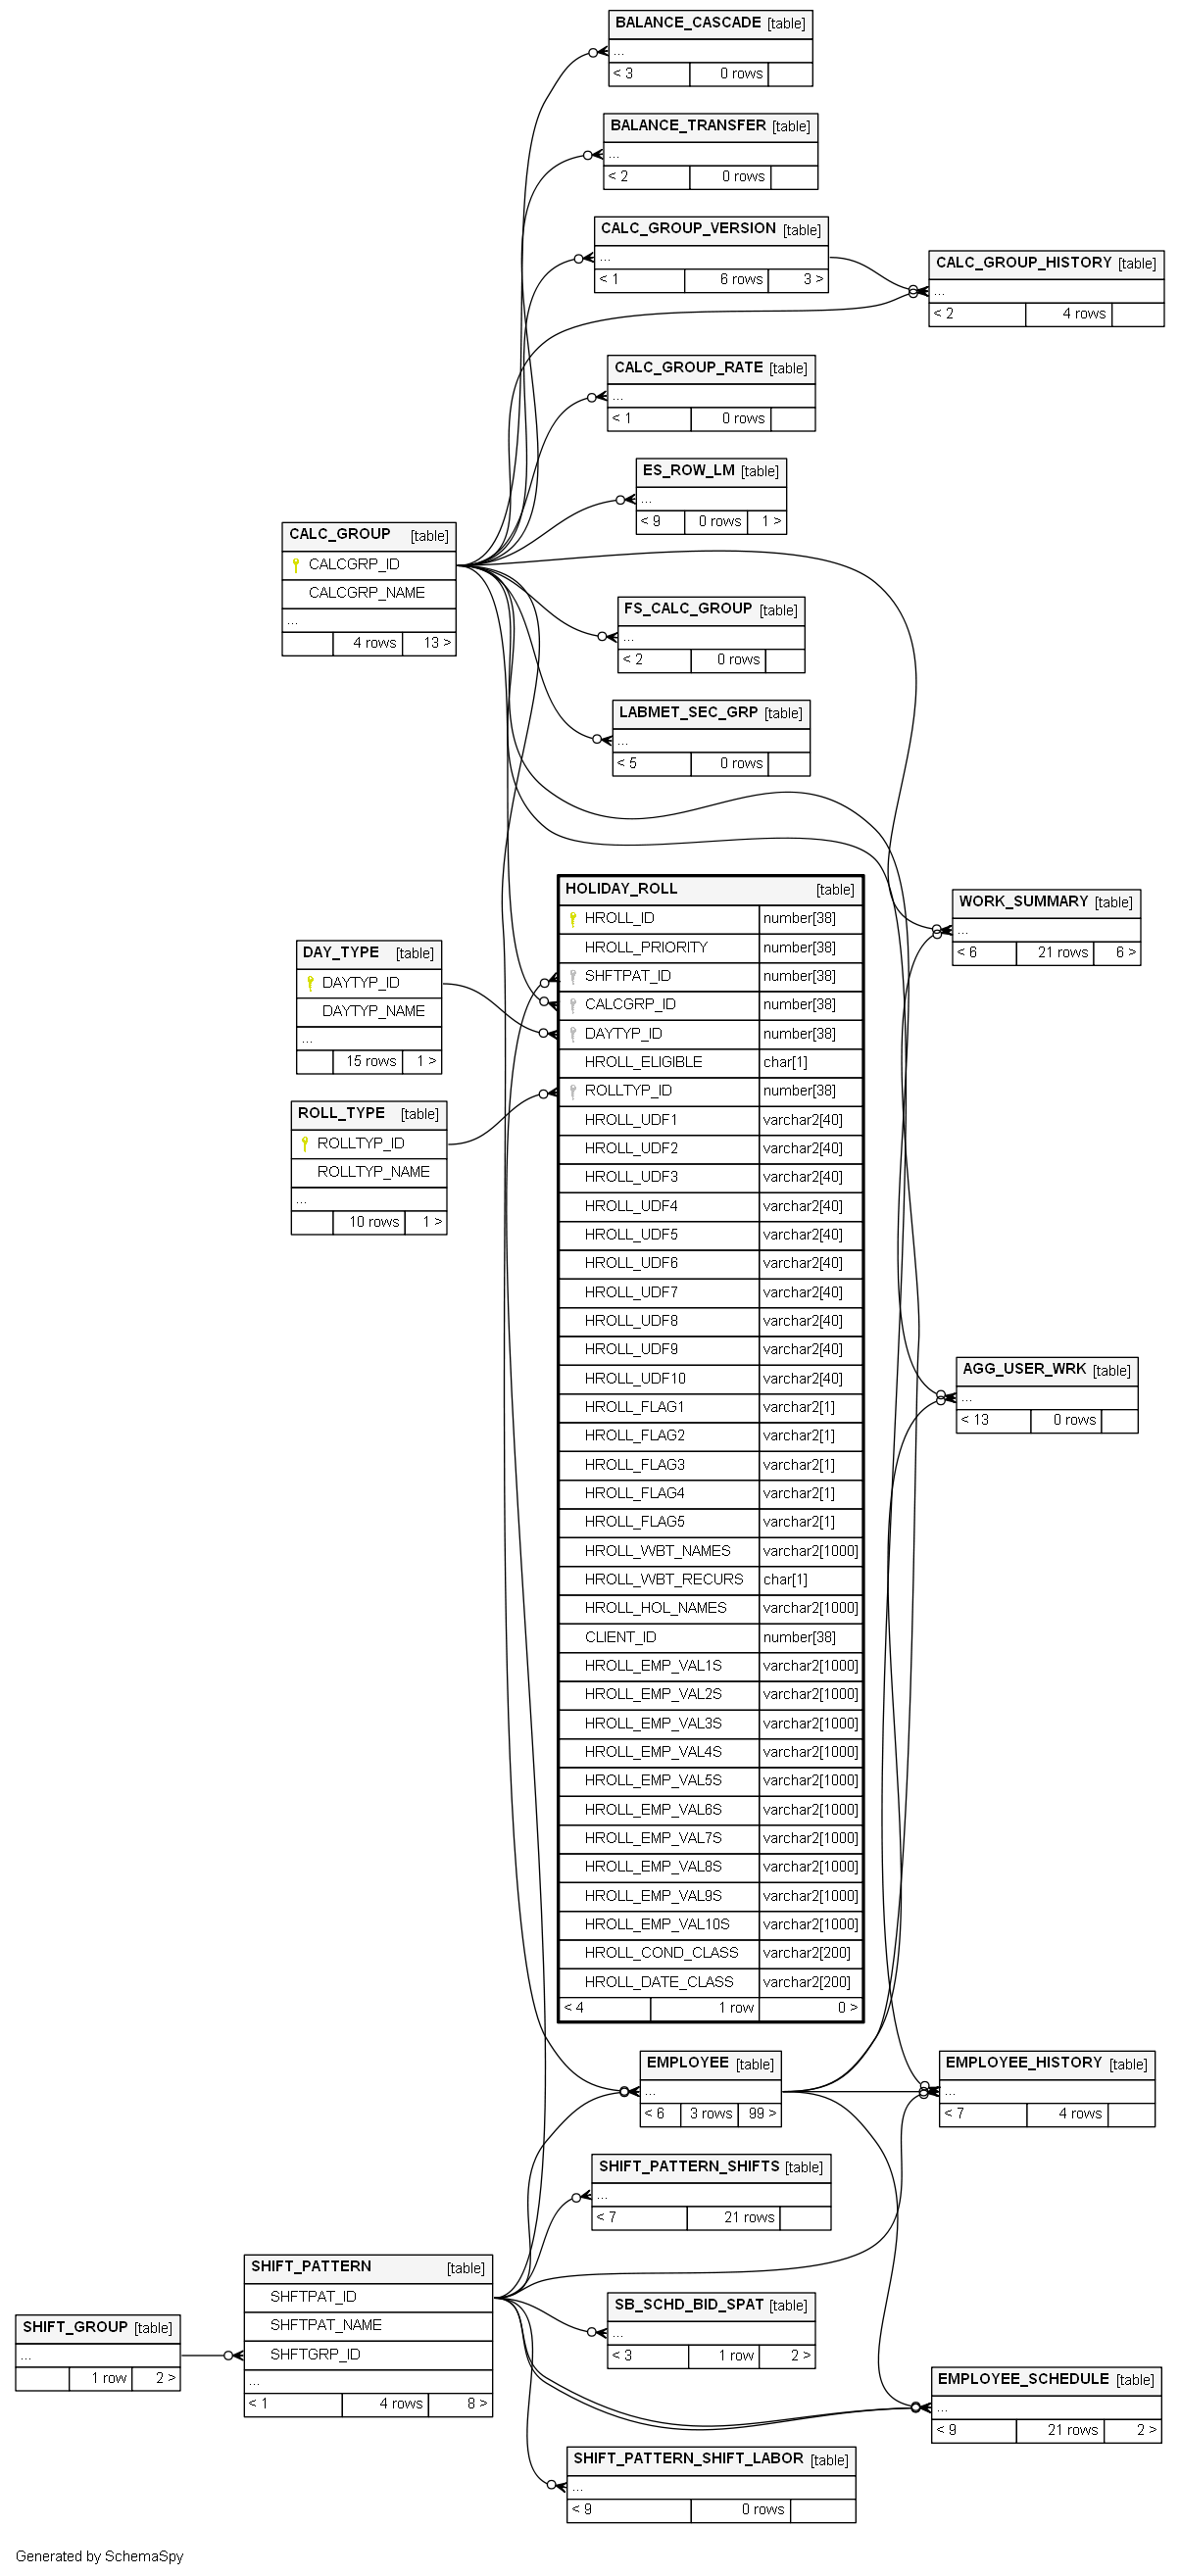 BALANCE_CASCADE [table]
...
< 3 0 rows
BALANCE_TRANSFER [table]
...
< 2 0 rows
CALC_GROUP_VERSION [table]
...
< 1 6 rows 3 >
CALC_GROUP_HISTORY [table]
...
< 2 4 rows
CALC_GROUP_RATE [table]
...
< 1 0 rows
ES_ROW_LM [table]
...
< 9 0 rows 1 >
CALC_GROUP [table]
CALCGRP_ID
CALCGRP_NAME
...
4 rows 13 >
FS_CALC_GROUP [table]
...
< 2 0 rows
LABMET_SEC_GRP [table]
...
< 5 0 rows
HOLIDAY_ROLL [table]
HROLL_ID number[38]
HROLL_PRIORITY number[38]
SHFTPAT_ID number[38]
CALCGRP_ID number[38]
DAYTYP_ID number[38]
HROLL_ELIGIBLE char[1]
ROLLTYP_ID number[38]
HROLL_UDF1 varchar2[40]
HROLL_UDF2 varchar2[40]
HROLL_UDF3 varchar2[40]
HROLL_UDF4 varchar2[40]
HROLL_UDF5 varchar2[40]
HROLL_UDF6 varchar2[40]
HROLL_UDF7 varchar2[40]
HROLL_UDF8 varchar2[40]
HROLL_UDF9 varchar2[40]
HROLL_UDF10 varchar2[40]
HROLL_FLAG1 varchar2[1]
HROLL_FLAG2 varchar2[1]
HROLL_FLAG3 varchar2[1]
HROLL_FLAG4 varchar2[1]
HROLL_FLAG5 varchar2[1]
HROLL_WBT_NAMES varchar2[1000]
HROLL_WBT_RECURS char[1]
HROLL_HOL_NAMES varchar2[1000]
CLIENT_ID number[38]
HROLL_EMP_VAL1S varchar2[1000]
HROLL_EMP_VAL2S varchar2[1000]
HROLL_EMP_VAL3S varchar2[1000]
HROLL_EMP_VAL4S varchar2[1000]
HROLL_EMP_VAL5S varchar2[1000]
HROLL_EMP_VAL6S varchar2[1000]
HROLL_EMP_VAL7S varchar2[1000]
HROLL_EMP_VAL8S varchar2[1000]
HROLL_EMP_VAL9S varchar2[1000]
HROLL_EMP_VAL10S varchar2[1000]
HROLL_COND_CLASS varchar2[200]
HROLL_DATE_CLASS varchar2[200]
< 4 1 row 0 >
WORK_SUMMARY [table]
...
< 6 21 rows 6 >
DAY_TYPE [table]
DAYTYP_ID
DAYTYP_NAME
...
15 rows 1 >
ROLL_TYPE [table]
ROLLTYP_ID
ROLLTYP_NAME
...
10 rows 1 >
AGG_USER_WRK [table]
...
< 13 0 rows
EMPLOYEE [table]
...
< 6 3 rows 99 >
EMPLOYEE_HISTORY [table]
...
< 7 4 rows
SHIFT_PATTERN_SHIFTS [table]
...
< 7 21 rows
SHIFT_PATTERN [table]
SHFTPAT_ID
SHFTPAT_NAME
SHFTGRP_ID
...
< 1 4 rows 8 >
SHIFT_GROUP [table]
...
1 row 2 >
SB_SCHD_BID_SPAT [table]
...
< 3 1 row 2 >
EMPLOYEE_SCHEDULE [table]
...
< 9 21 rows 2 >
SHIFT_PATTERN_SHIFT_LABOR [table]
...
< 9 0 rows
Generated by SchemaSpy